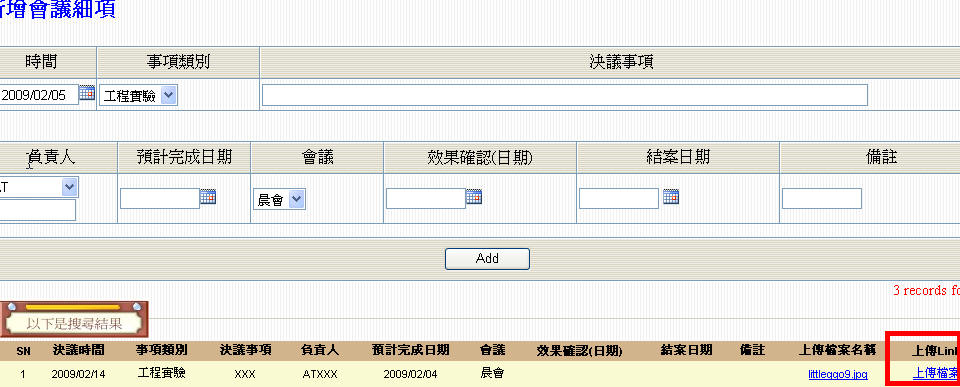 新增會議細項
時間 事項類別 決議事項
2009/02/05 工程實驗
負責人 預計完成日期 會議 效果確認(日期) 結案日期 備註
AT 晨會
Add
3 records fo
以下是搜尋結果
SN 決議時間 事項類別 決議事項 負責人 預計完成日期 會議 效果確認(日期) 結案日期 備註 上傳檔案名稱 上傳Link
1 2009/02/14 工程實驗 XXX ATXXX 2009/02/04 晨會 littleqqo9.jpg 上傳檔案